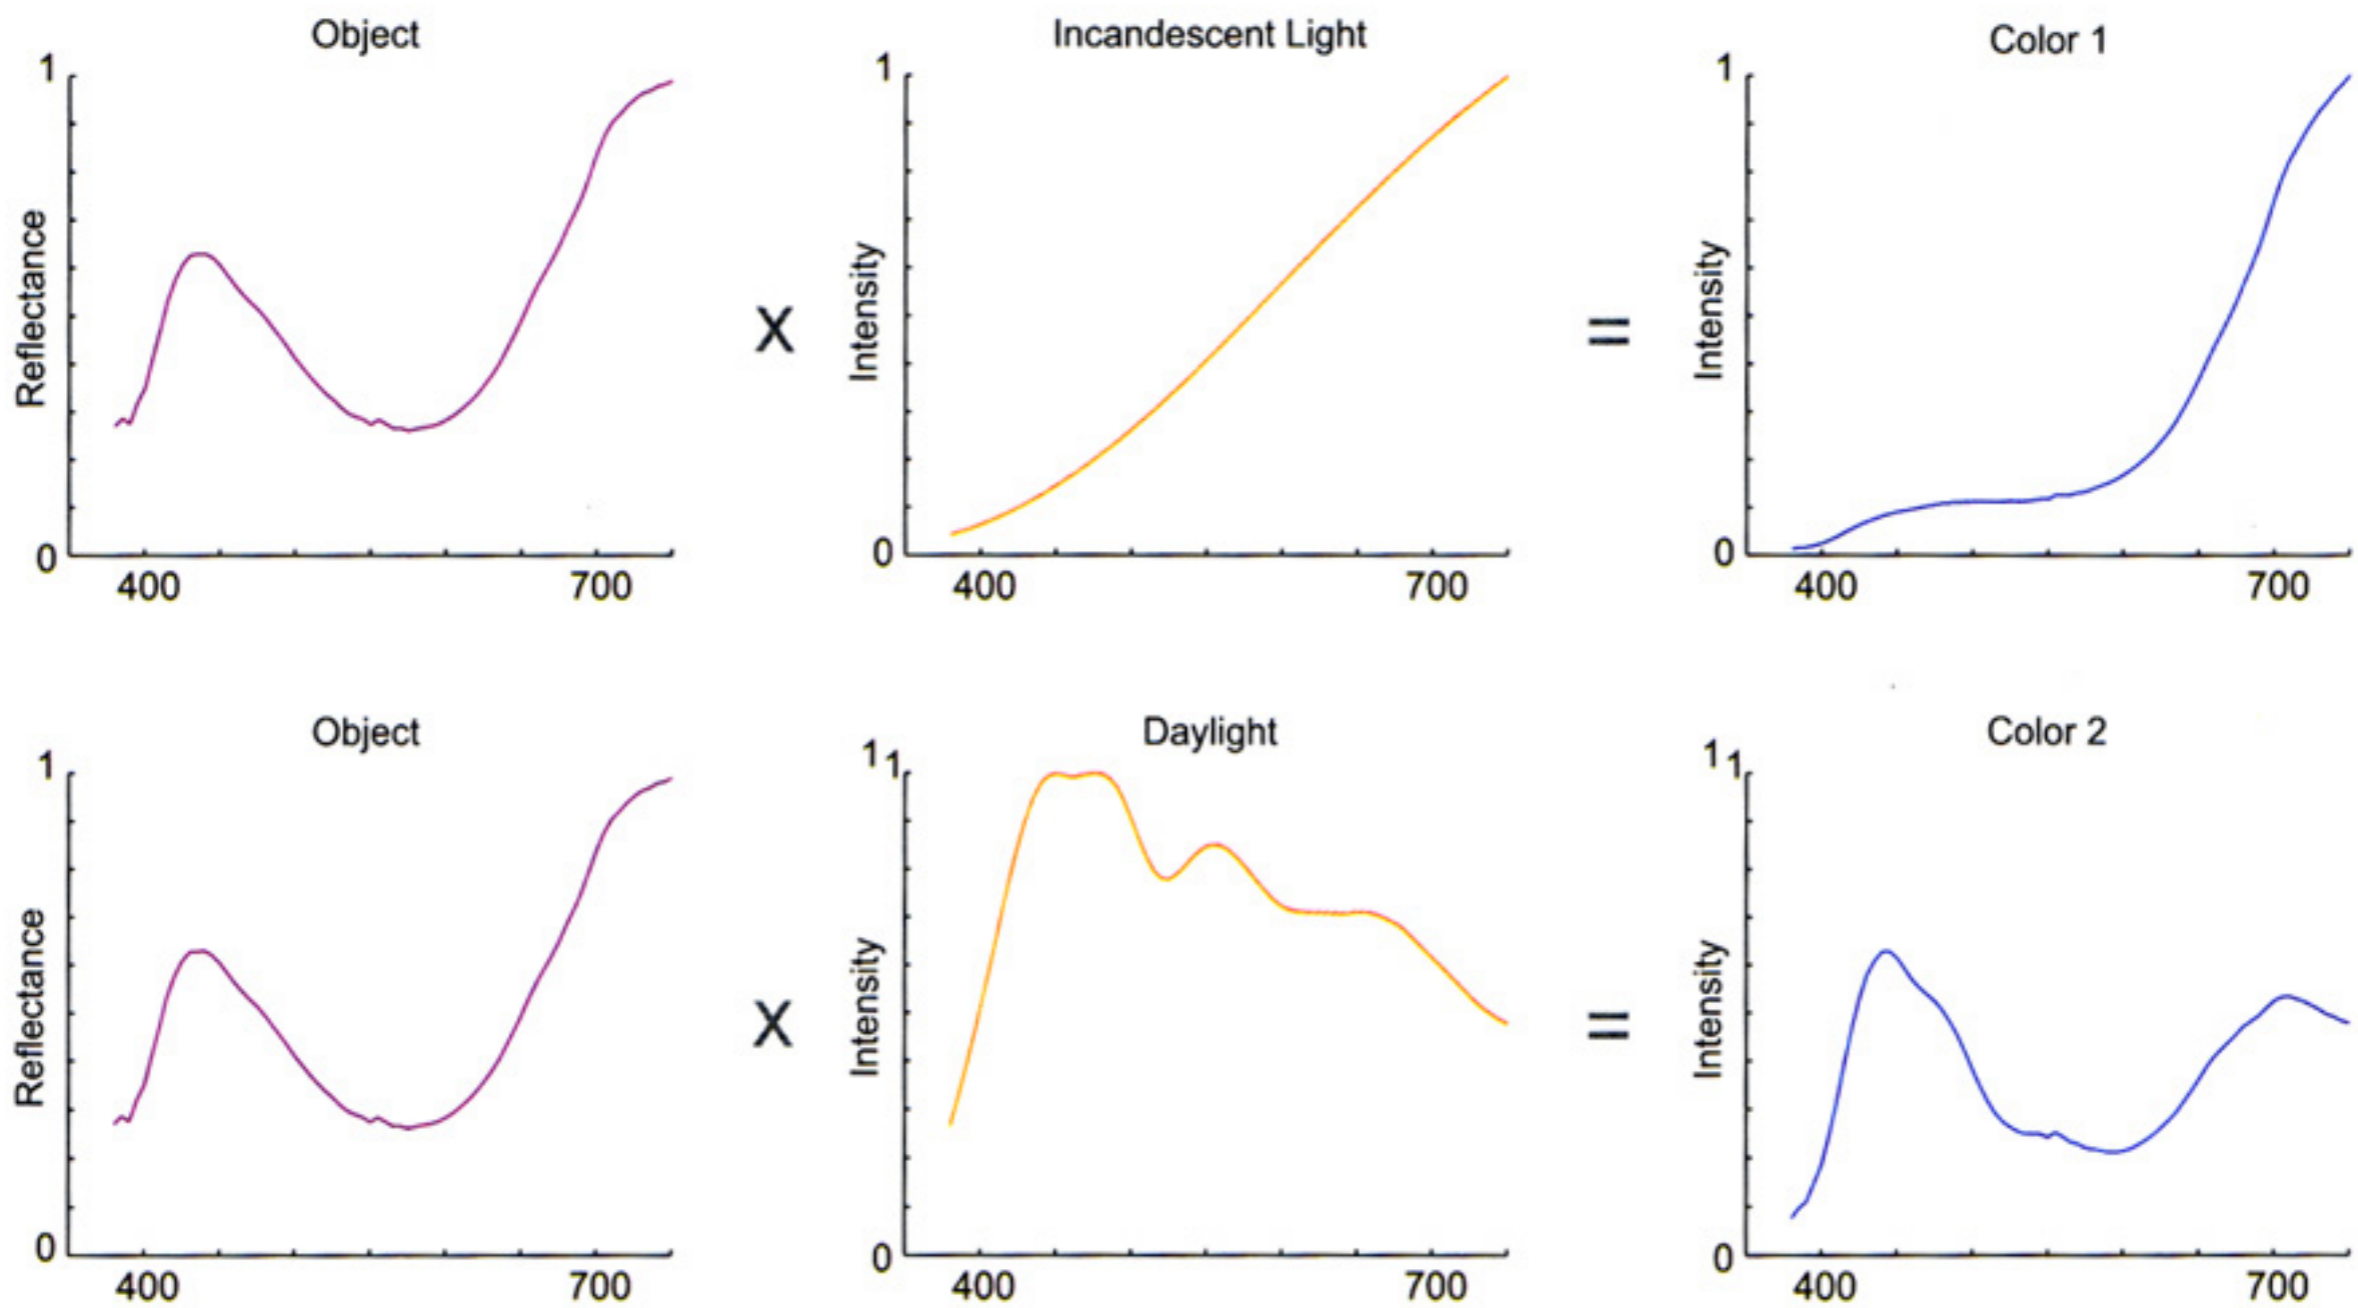 Object
Incandescent Light
Color 1
1
1
1
Reflectance
X
Intensity
=
Intensity
0
0
0
400 700
400 700
400 700
Object
Daylight
Color 2
1
11
11
Reflectance
X
Intensity
=
Intensity
0
0
0
400 700
400 700
400 700